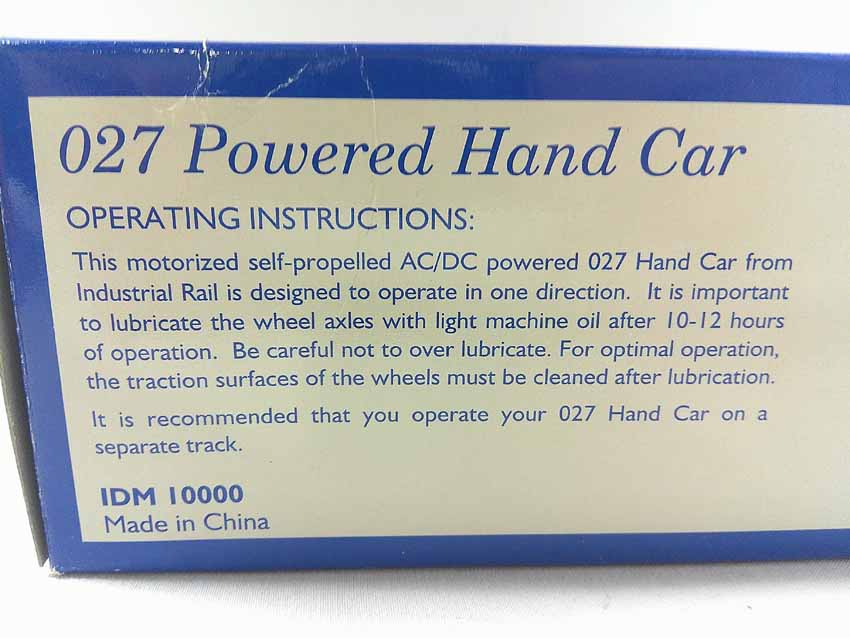 027 Powered Hand Car
OPERATING INSTRUCTIONS:
This motorized self-propelled AC/DC powered 027 Hand Car from
Industrial Rail is designed to operate in one direction. It is important
to lubricate the wheel axles with light machine oil after 10-12 hours
of operation. Be careful not to over lubricate. For optimal operation,
the traction surfaces of the wheels must be cleaned after lubrication.
It is recommended that you operate your 027 Hand Car on a
separate track.
IDM 10000
Made in China